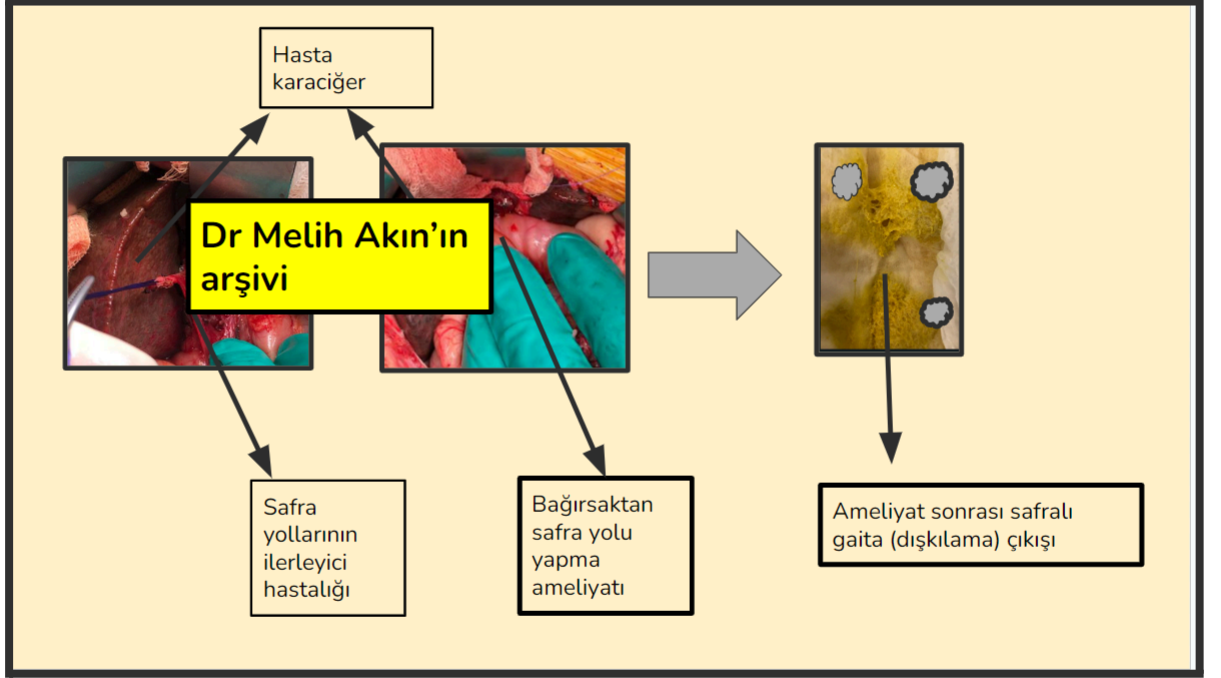 Hasta
karaciğer
Dr Melih Akın’ın
arşivi
Safra
yollarının
ilerleyici
hastalığı
Bağırsaktan
safra yolu
yapma
ameliyatı
Ameliyat sonrası safralı
gaita (dışkılama) çıkışı